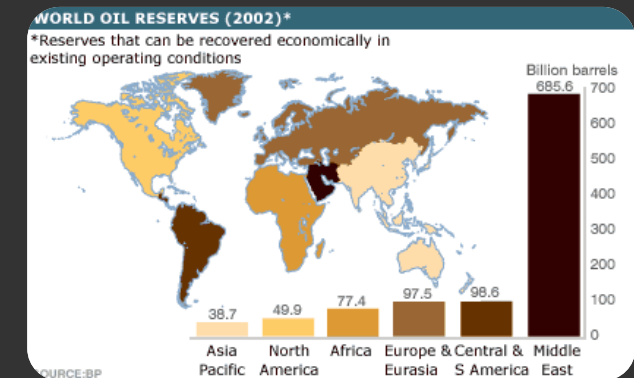 WORLD OIL RESERVES (2002)*
*Reserves that can be recovered economically in
existing operating conditions
Billion barrels
685.6
700
600
500
400
300
200
100
0
38.7
49.9
77.4
97.5
98.6
Asia Pacific
North America
Africa
Europe & Eurasia
Central & S America
Middle East
OURCE:BP